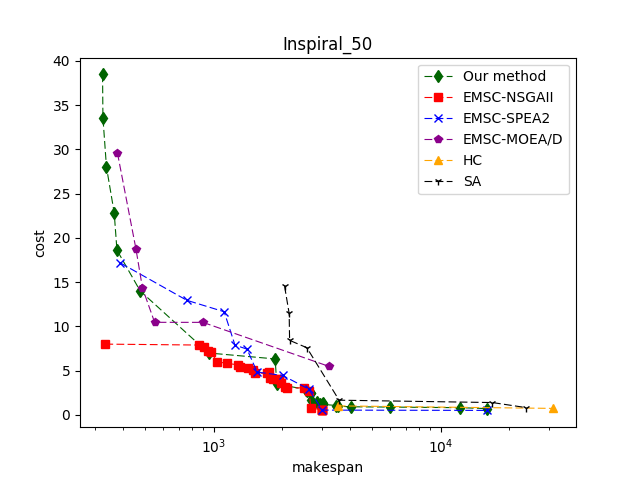 Inspiral_50
cost
40
35
30
25
20
15
10
5
0
Our method
EMSC-NSGAII
EMSC-SPEA2
EMSC-MOEA/D
HC
SA
10³ 10⁴
makespan